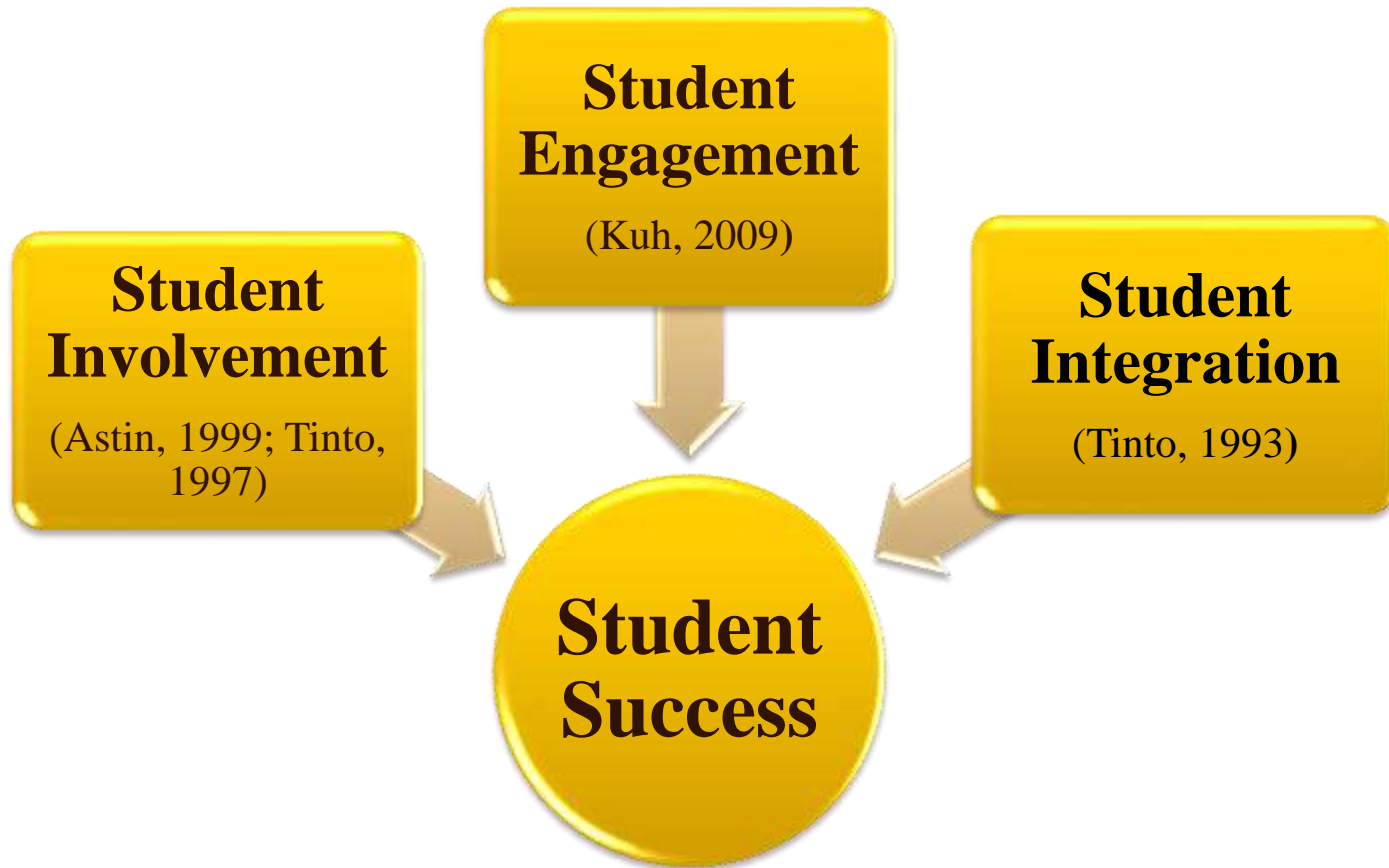 Student
Involvement
(Astin, 1999; Tinto,
1997)
Student
Engagement
(Kuh, 2009)
Student
Integration
(Tinto, 1993)
Student
Success